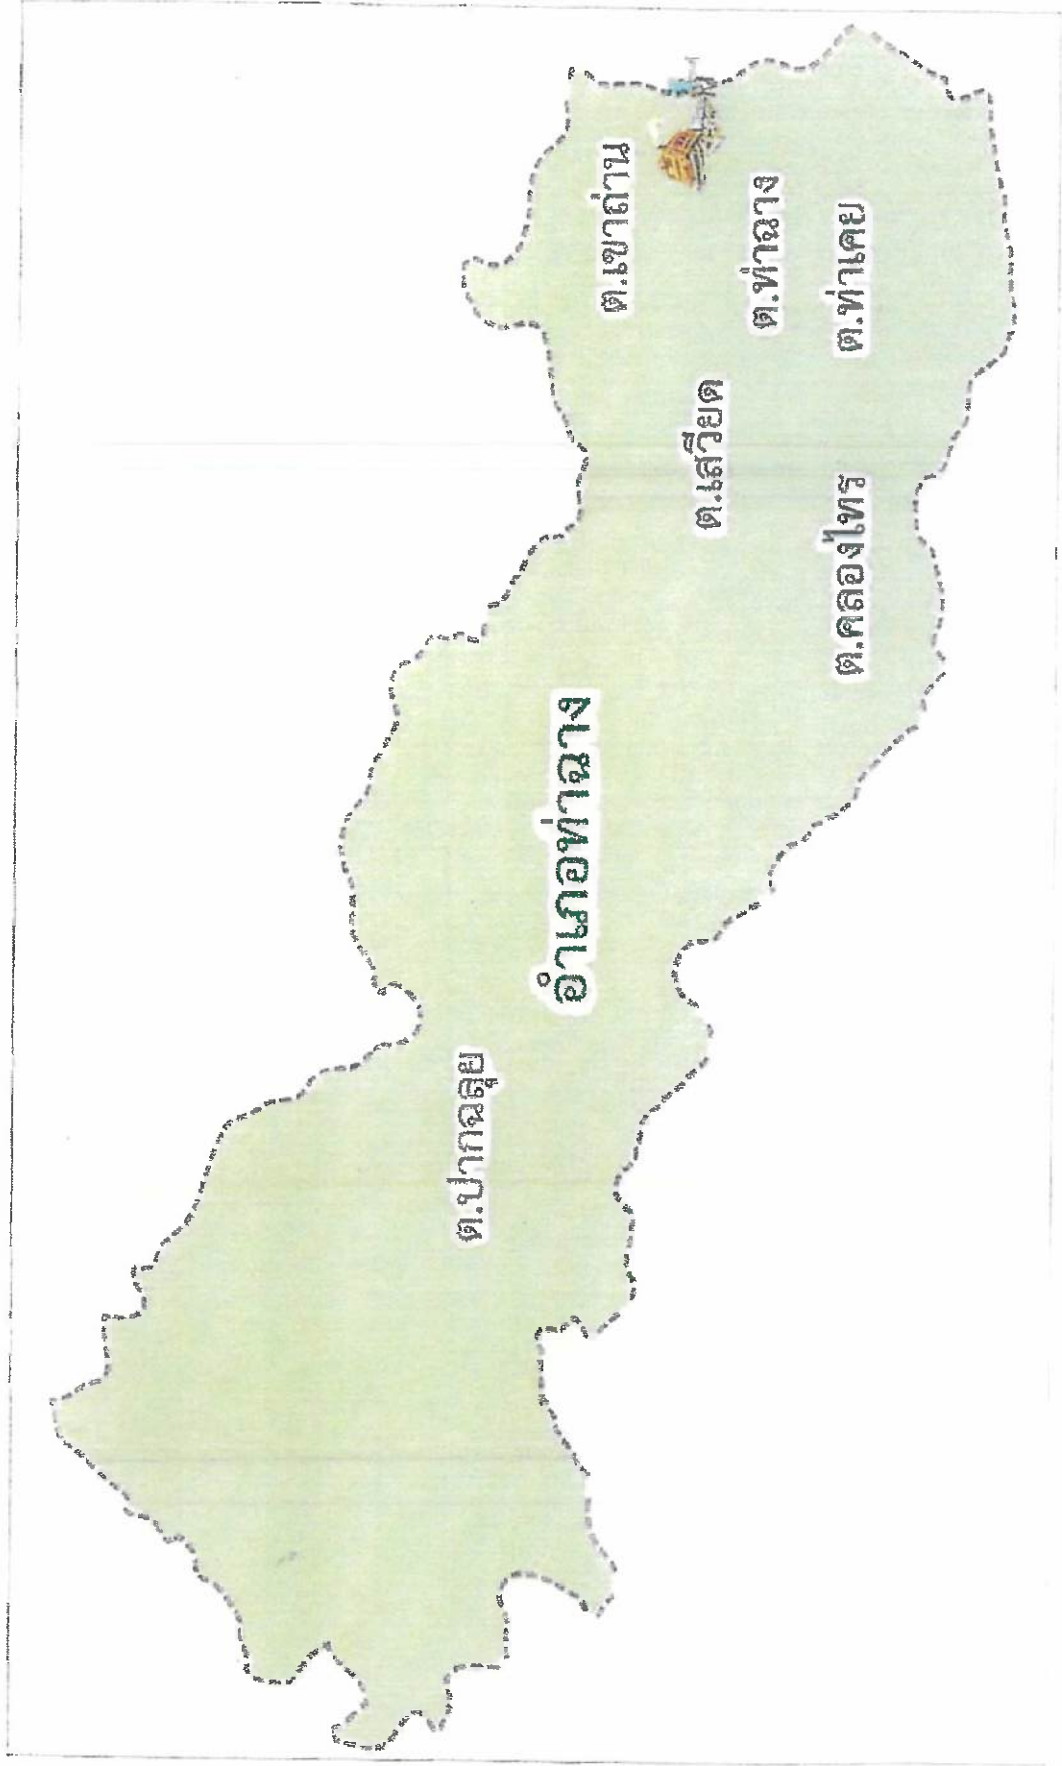 ต.เขาถ่าน
ต.ท่าฉาง
ต.ท่าเคย
ต.เสวียด
ต.คลองไทร
อำเภอท่าฉาง
ต.ปากฉลุย